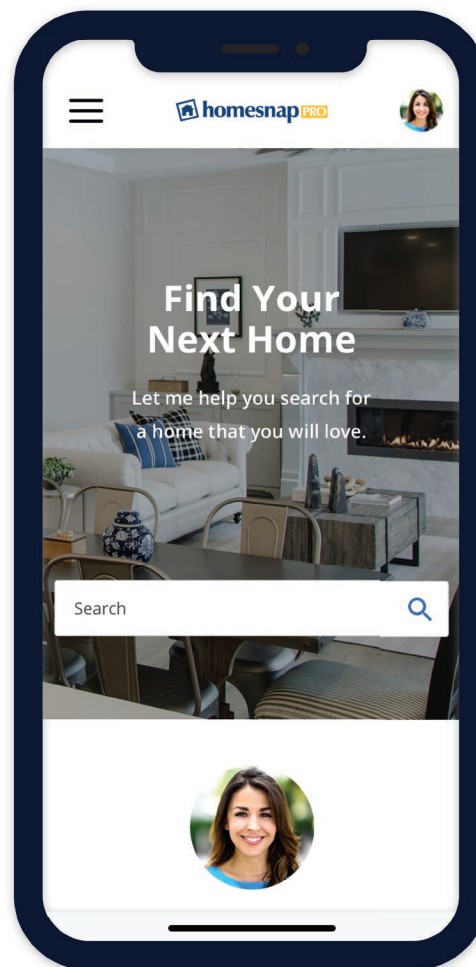 homesnap PRO
Find Your
Next Home
Let me help you search for
a home that you will love.
Search